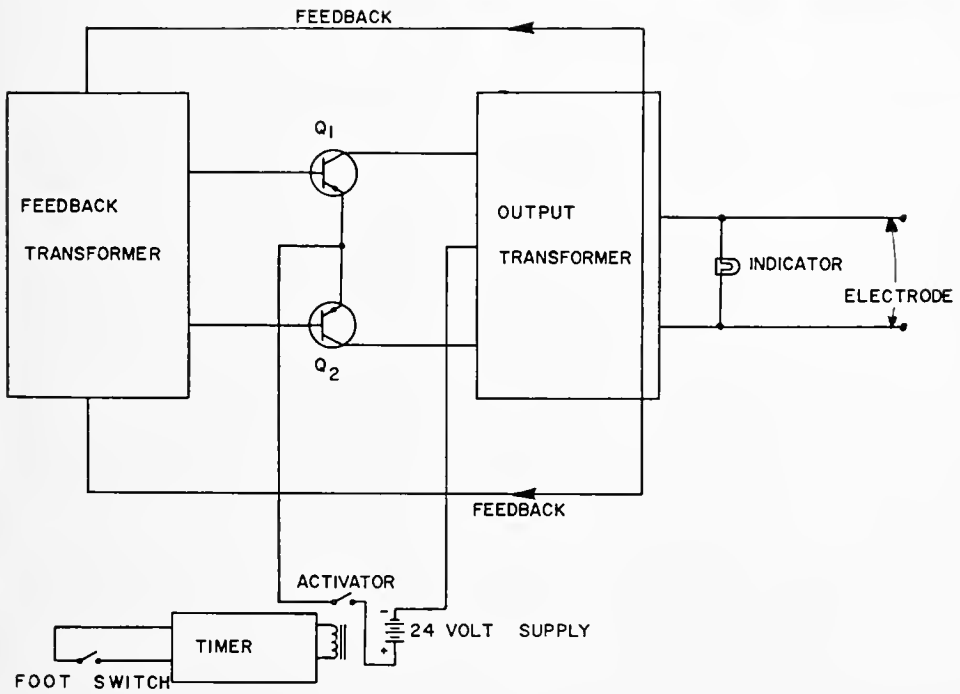 FEEDBACK
Q1
FEEDBACK
TRANSFORMER
OUTPUT
TRANSFORMER
INDICATOR
ELECTRODE
Q2
FEEDBACK
ACTIVATOR
-
24 VOLT SUPPLY
+
TIMER
FOOT SWITCH